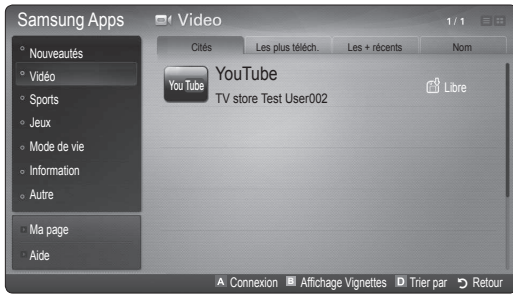 Samsung Apps
Video
1/1
Nouveautés
Vidéo
Sports
Jeux
Mode de vie
Information
Autre
Ma page
Aide
Cités
Les plus téléch.
Les + récents
Nom
You Tube
YouTube
TV store Test User002
Libre
A Connexion B Affichage Vignettes D Trier par Retour